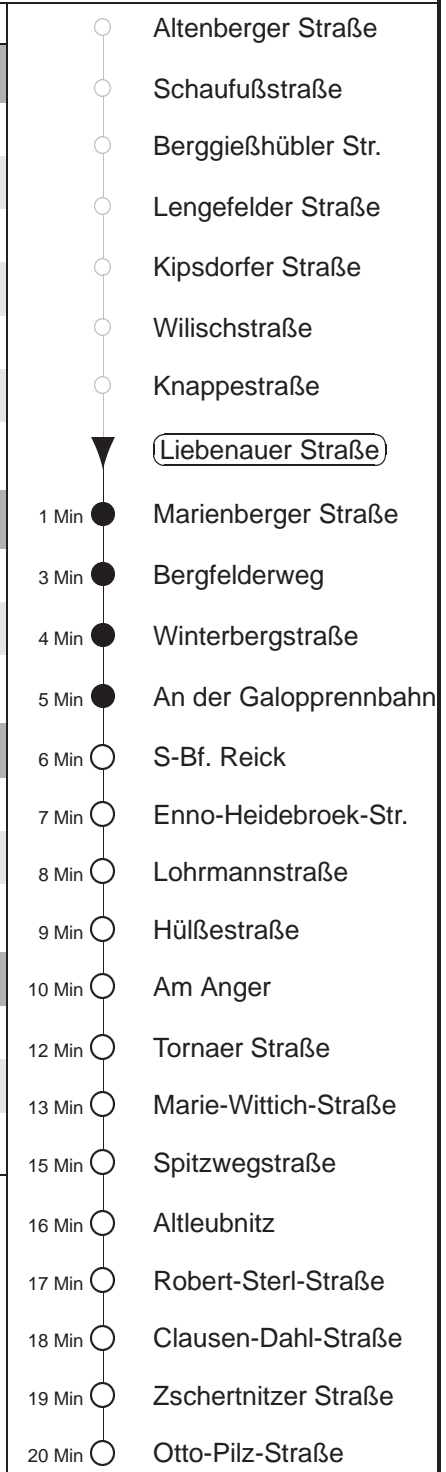 Altenberger Straße
Schaufußstraße
Berggießhübler Str.
Lengefelder Straße
Kipsdorfer Straße
Wilischstraße
Knappestraße
Liebenauer Straße
1 Min Marienberger Straße
3 Min Bergfelderweg
4 Min Winterbergstraße
5 Min An der Galopprennbahn
6 Min S-Bf. Reick
7 Min Enno-Heidebroek-Str.
8 Min Lohrmannstraße
9 Min Hülßestraße
10 Min Am Anger
12 Min Tornaer Straße
13 Min Marie-Wittich-Straße
15 Min Spitzwegstraße
16 Min Altleubnitz
17 Min Robert-Sterl-Straße
18 Min Clausen-Dahl-Straße
19 Min Zschertnitzer Straße
20 Min Otto-Pilz-Straße